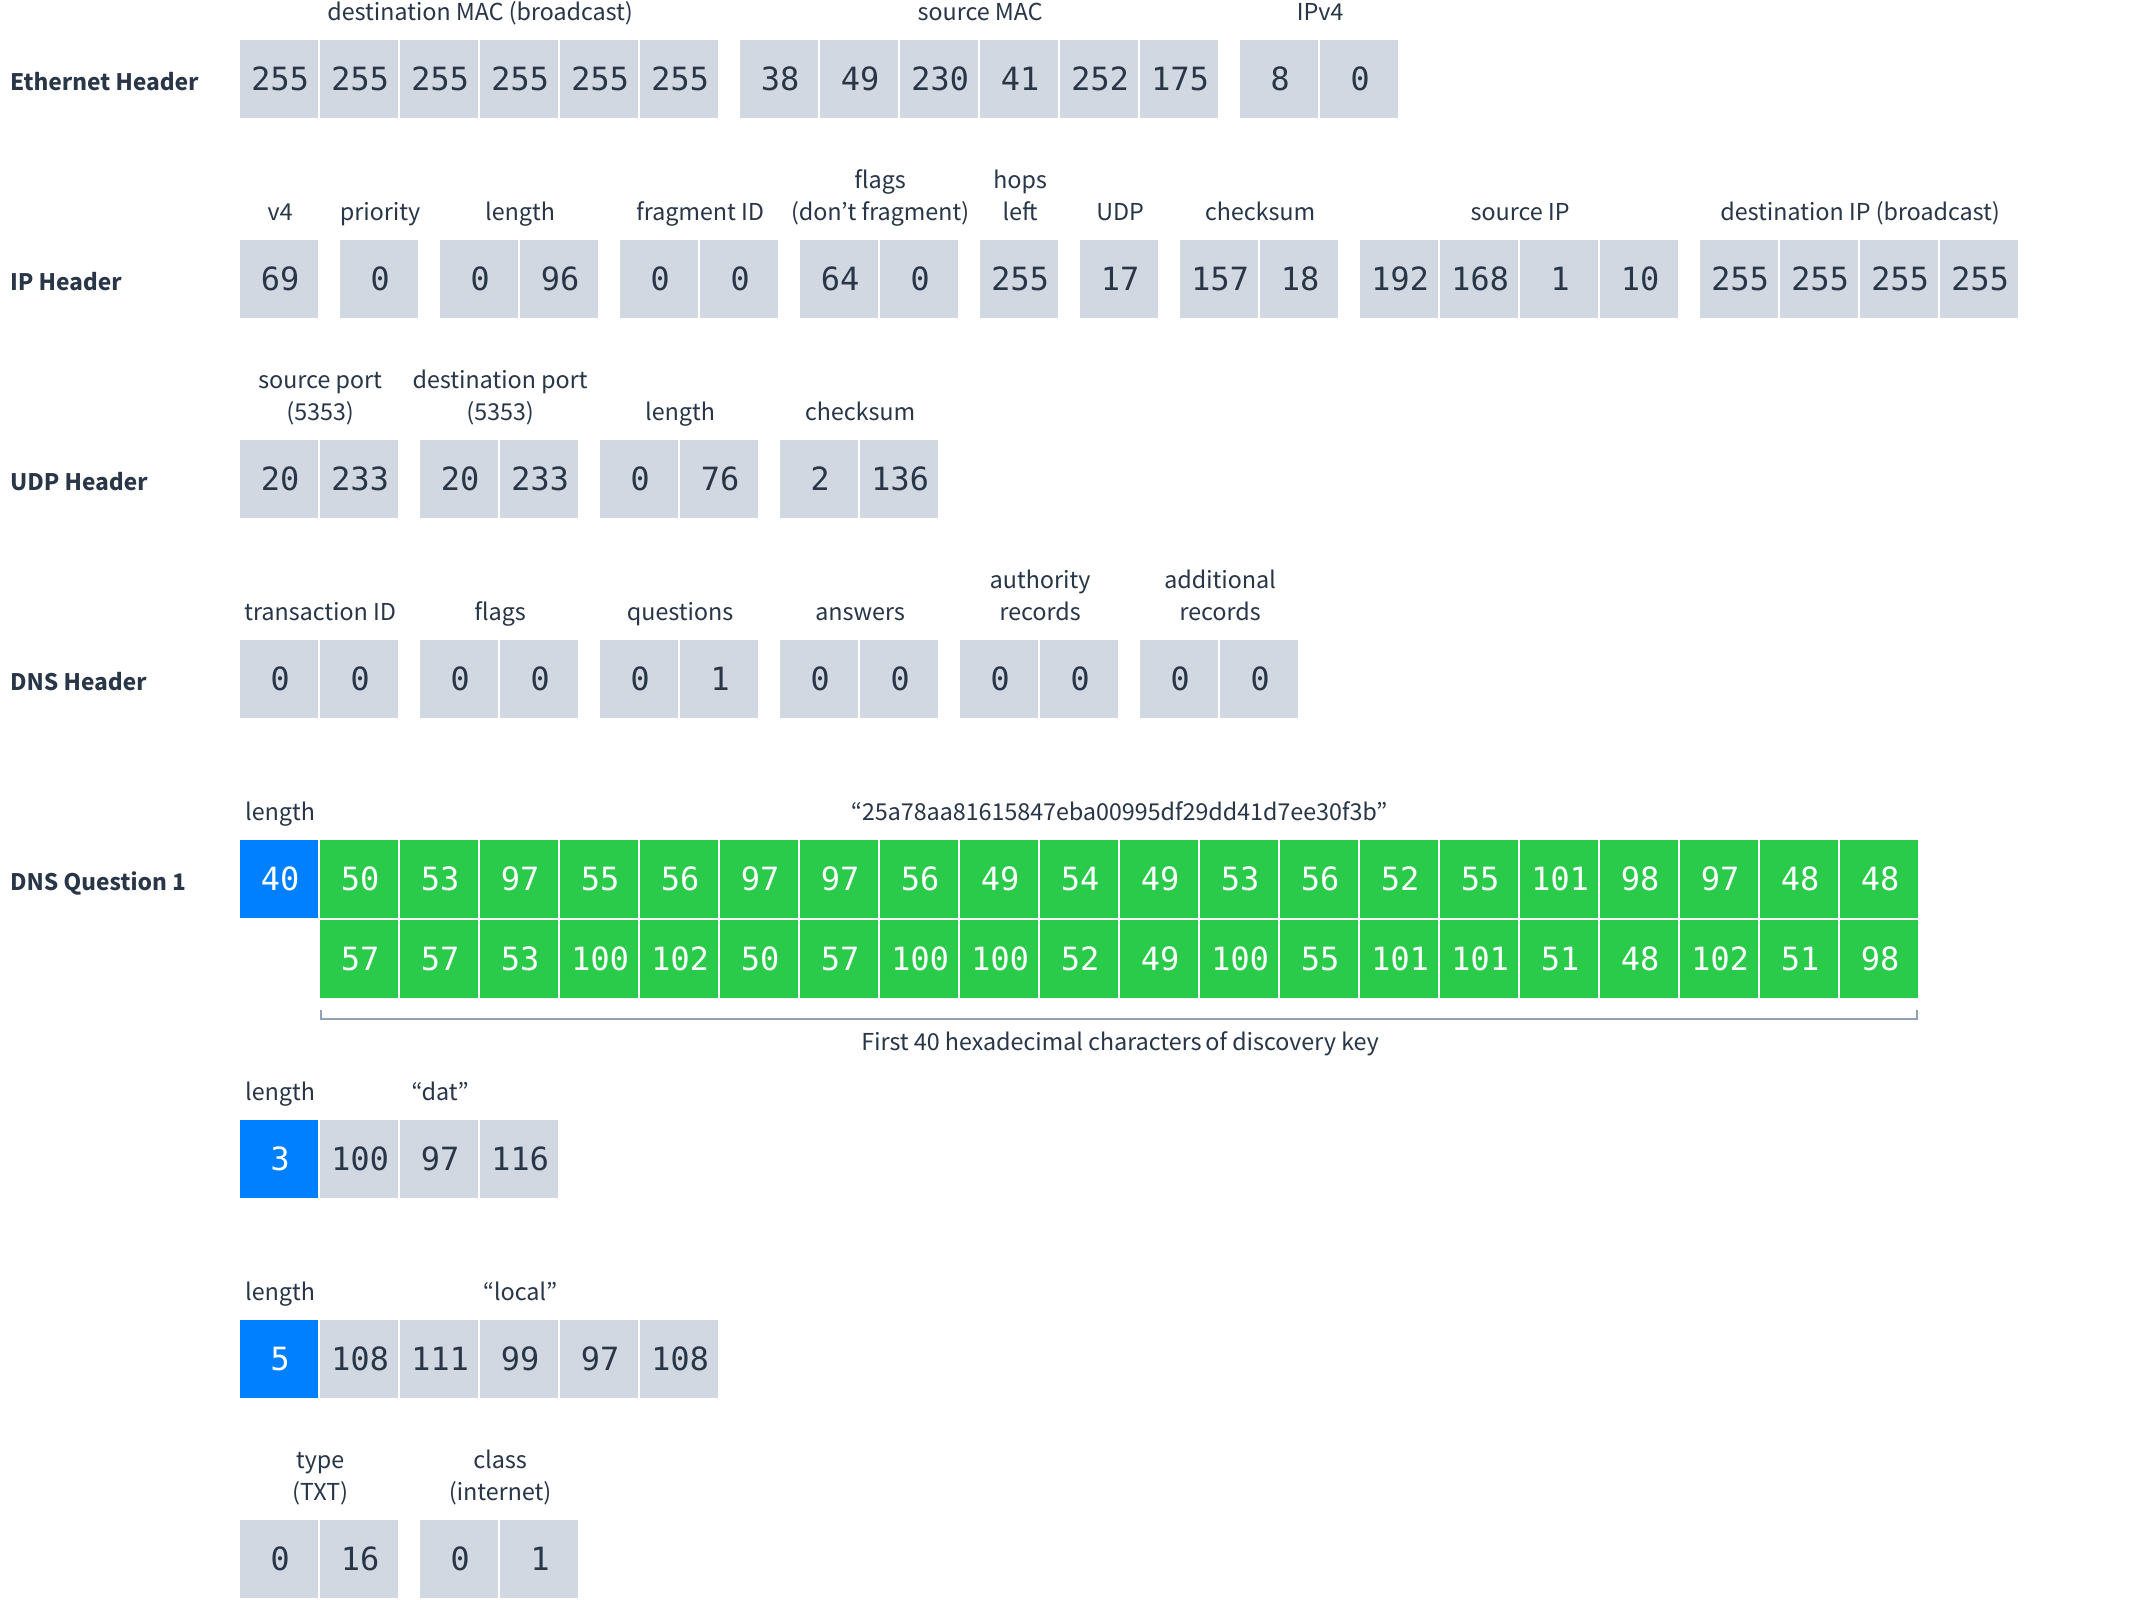 destination MAC (broadcast) source MAC IPv4
Ethernet Header 255 255 255 255 255 255 38 49 230 41 252 175 8 0
flags hops
v4 priority length fragment ID (don’t fragment) left UDP checksum source IP destination IP (broadcast)
IP Header 69 0 0 96 0 0 64 0 255 17 157 18 192 168 1 10 255 255 255 255
source port destination port
(5353) (5353) length checksum
UDP Header 20 233 20 233 0 76 2 136
authority additional
transaction ID flags questions answers records records
DNS Header 0 0 0 0 0 1 0 0 0 0 0 0
length “25a78aa81615847eba00995df29dd41d7ee30f3b”
DNS Question 1 40 50 53 97 55 56 97 97 56 49 54 49 53 56 52 55 101 98 97 48 48
57 57 53 100 102 50 57 100 100 52 49 100 55 101 101 51 48 102 51 98
First 40 hexadecimal characters of discovery key
length “dat”
3 100 97 116
length “local”
5 108 111 99 97 108
type class
(TXT) (internet)
0 16 0 1